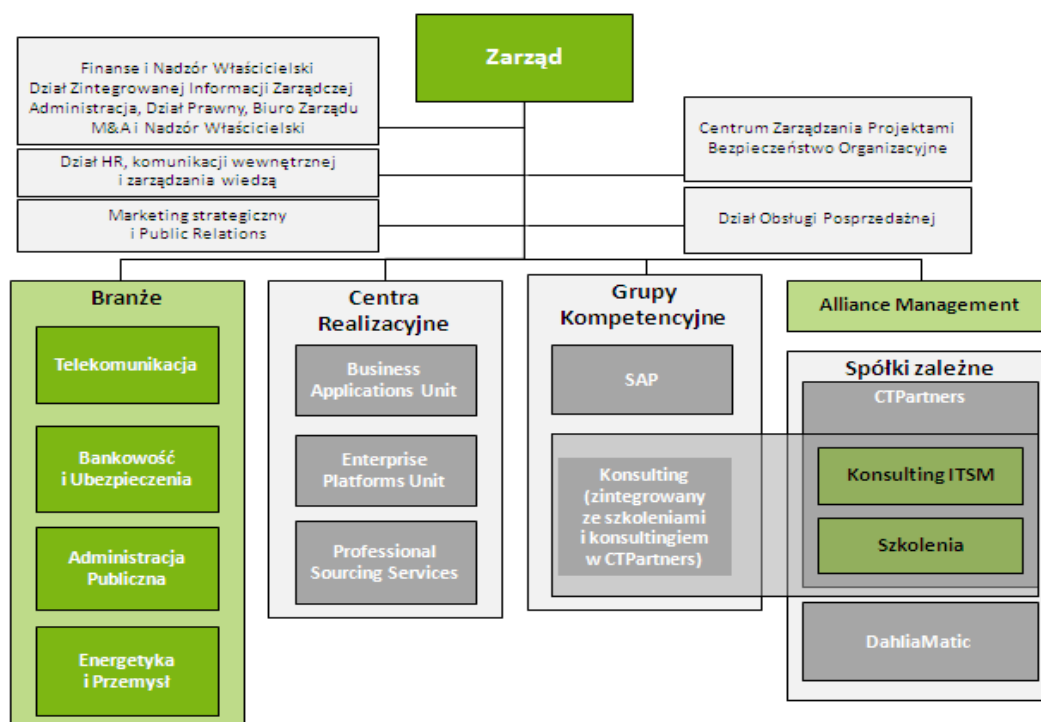 Zarząd
Finanse i Nadzór Właścicielski
Dział Zintegrowanej Informacji Zarządczej
Administracja, Dział Prawny, Biuro Zarządu
M&A i Nadzór Właścicielski
Dział HR, komunikacji wewnętrznej
i zarządzania wiedzą
Marketing strategiczny
i Public Relations
Centrum Zarządzania Projektami
Bezpieczeństwo Organizacyjne
Dział Obsługi Posprzedażnej
Branże
Telekomunikacja
Bankowość
i Ubezpieczenia
Administracja
Publiczna
Energetyka
i Przemysł
Centra
Realizacyjne
Business
Applications Unit
Enterprise
Platforms Unit
Professional
Sourcing Services
Grupy
Kompetencyjne
SAP
Konsulting
(zintegrowany
ze szkoleniami
i konsultingiem
w CTPartners)
Alliance Management
Spółki zależne
CTPartners
Konsulting ITSM
Szkolenia
DahliaMatic